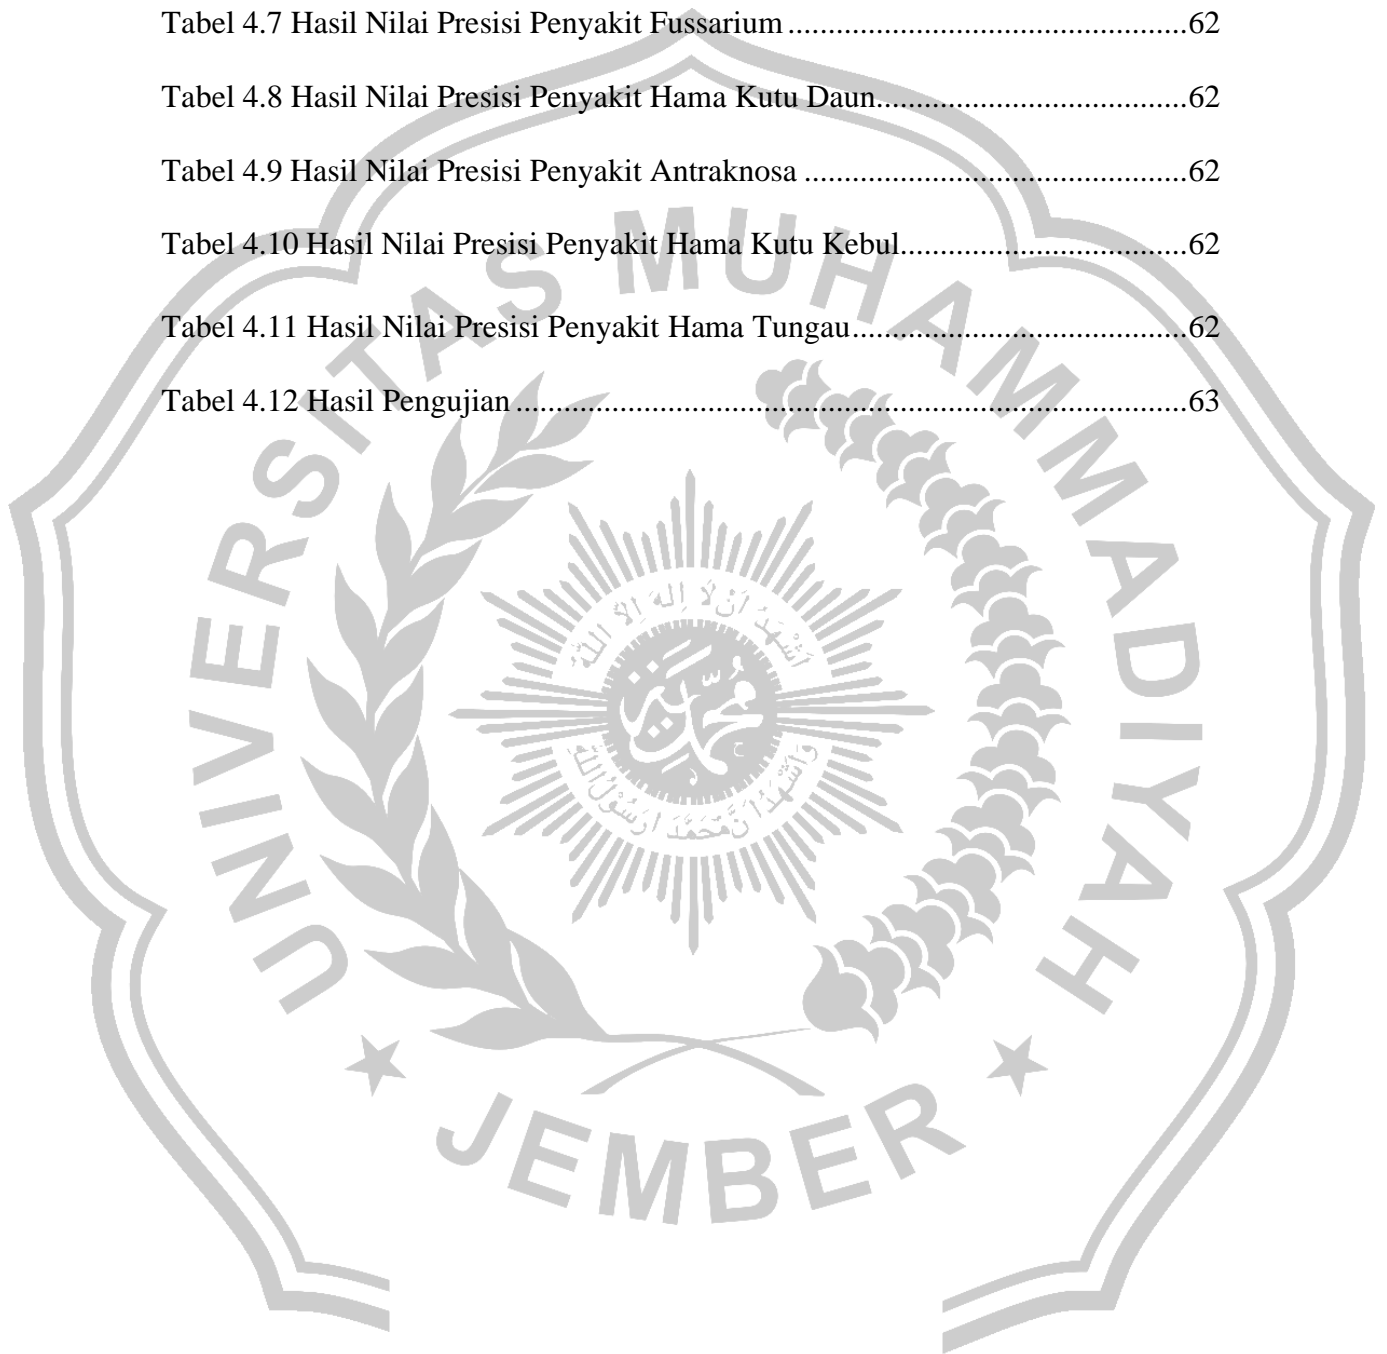 Tabel 4.7 Hasil Nilai Presisi Penyakit Fussarium..................................................62
Tabel 4.8 Hasil Nilai Presisi Penyakit Hama Kutu Daun.......................................62
Tabel 4.9 Hasil Nilai Presisi Penyakit Antraknosa ................................................62
Tabel 4.10 Hasil Nilai Presisi Penyakit Hama Kutu Kebul....................................62
Tabel 4.11 Hasil Nilai Presisi Penyakit Hama Tungau..........................................62
Tabel 4.12 Hasil Pengujian.....................................................................................63
UNIVERSITAS MUHAMMADIYAH
اَشْهَدُ اَنْ لَا اِلٰهَ اِلَّا اللّٰهُ
محمدية
وَاَشْهَدُ اَنَّ مُحَمَّدًا رَسُوْلُ اللّٰهِ
JEMBER